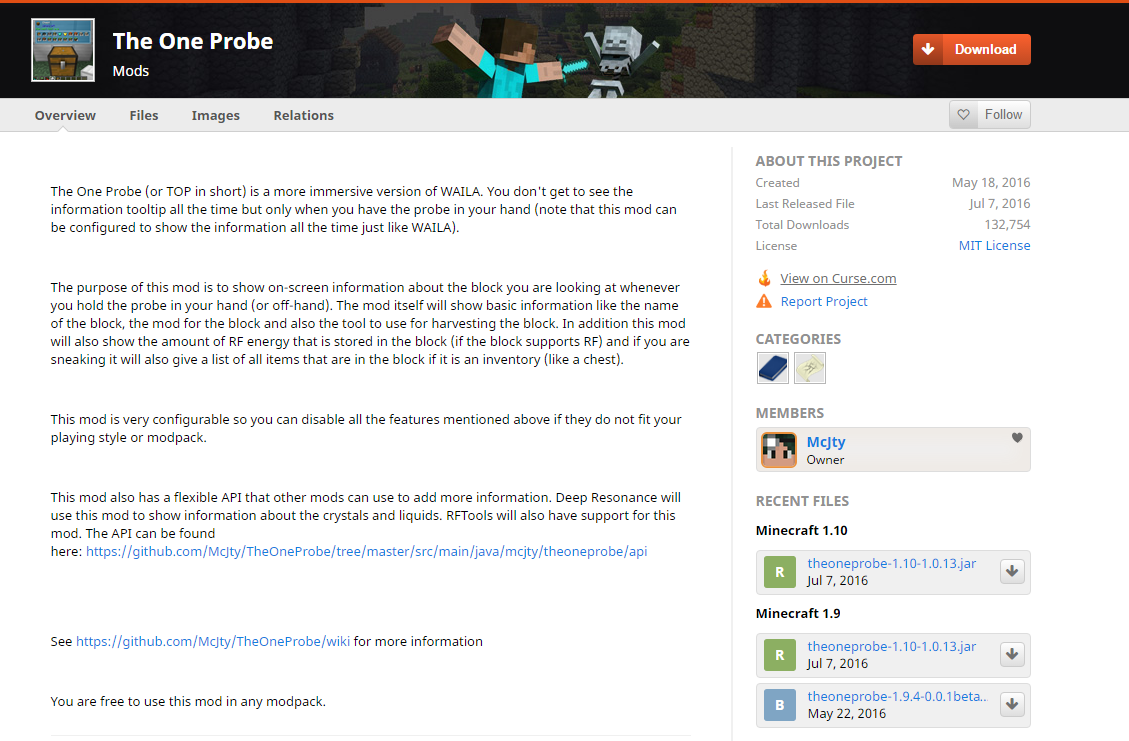 The One Probe
Mods
Download
Overview
Files
Images
Relations
Follow
The One Probe (or TOP in short) is a more immersive version of WAILA. You don't get to see the
information tooltip all the time but only when you have the probe in your hand (note that this mod can
be configured to show the information all the time just like WAILA).
The purpose of this mod is to show on-screen information about the block you are looking at whenever
you hold the probe in your hand (or off-hand). The mod itself will show basic information like the name
of the block, the mod for the block and also the tool to use for harvesting the block. In addition this mod
will also show the amount of RF energy that is stored in the block (if the block supports RF) and if you are
sneaking it will also give a list of all items that are in the block if it is an inventory (like a chest).
This mod is very configurable so you can disable all the features mentioned above if they do not fit your
playing style or modpack.
This mod also has a flexible API that other mods can use to add more information. Deep Resonance will
use this mod to show information about the crystals and liquids. RFTools will also have support for this
mod. The API can be found
here: https://github.com/McJty/TheOneProbe/tree/master/src/main/java/mcjty/theoneprobe/api
See https://github.com/McJty/TheOneProbe/wiki for more information
You are free to use this mod in any modpack.
ABOUT THIS PROJECT
Created May 18, 2016
Last Released File Jul 7, 2016
Total Downloads 132,754
License MIT License
View on Curse.com
Report Project
CATEGORIES
MEMBERS
McJty
Owner
RECENT FILES
Minecraft 1.10
R theoneprobe-1.10-1.0.13.jar
Jul 7, 2016
Minecraft 1.9
R theoneprobe-1.10-1.0.13.jar
Jul 7, 2016
B theoneprobe-1.9.4-0.0.1beta..
May 22, 2016